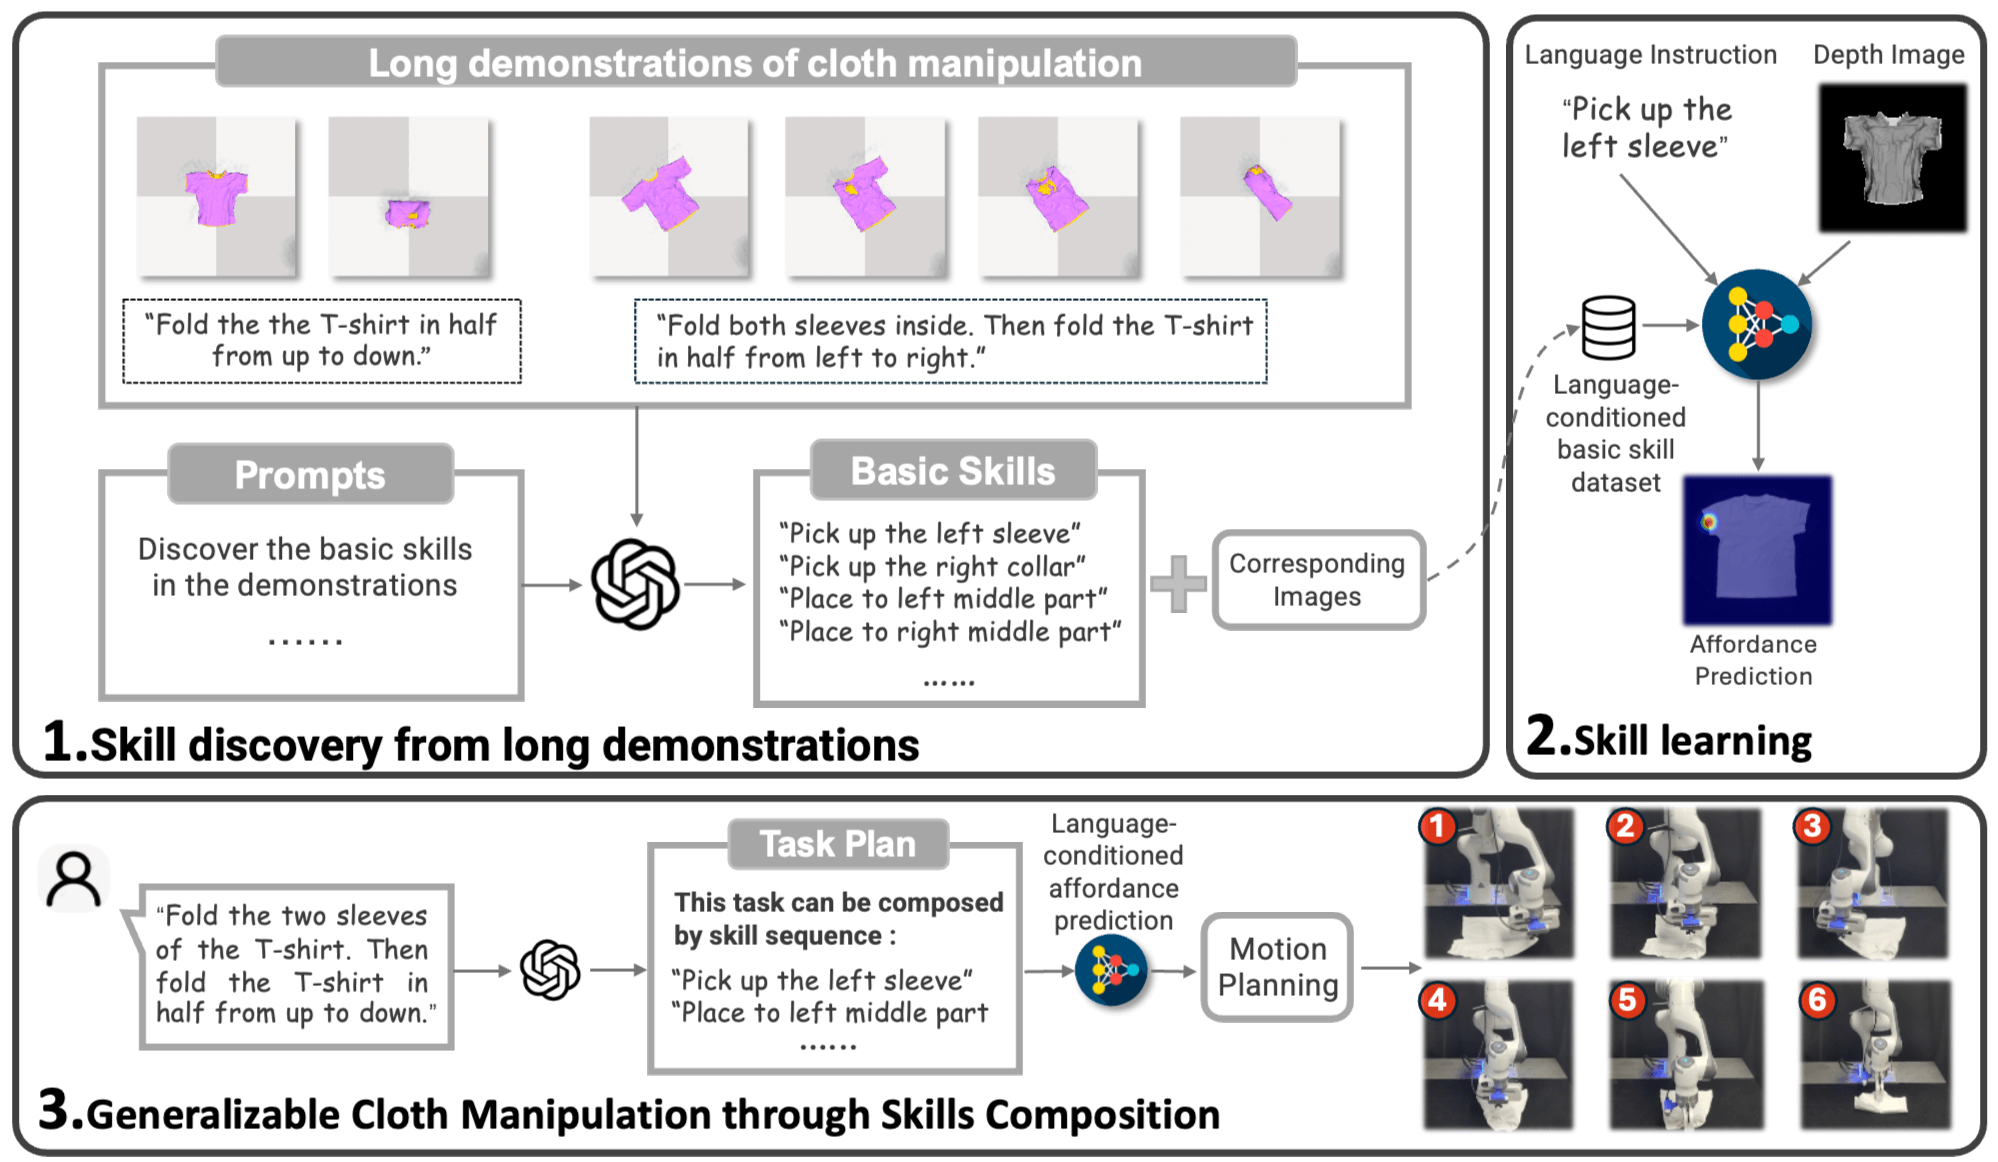 Long demonstrations of cloth manipulation
“Fold the the T-shirt in half
from up to down.”
“Fold both sleeves inside. Then fold the T-shirt
in half from left to right.”
Prompts
Discover the basic skills
in the demonstrations
......
Basic Skills
“Pick up the left sleeve”
“Pick up the right collar”
“Place to left middle part”
“Place to right middle part”
......
Corresponding
Images
1.Skill discovery from long demonstrations
Language Instruction
Depth Image
“Pick up the
left sleeve”
Language-
conditioned
basic skill
dataset
Affordance
Prediction
2.Skill learning
“Fold the two sleeves
of the T-shirt. Then
fold the T-shirt in
half from up to down.”
Task Plan
This task can be composed
by skill sequence :
“Pick up the left sleeve”
“Place to left middle part
......
Language-
conditioned
affordance
prediction
Motion
Planning
1
2
3
4
5
6
3.Generalizable Cloth Manipulation through Skills Composition